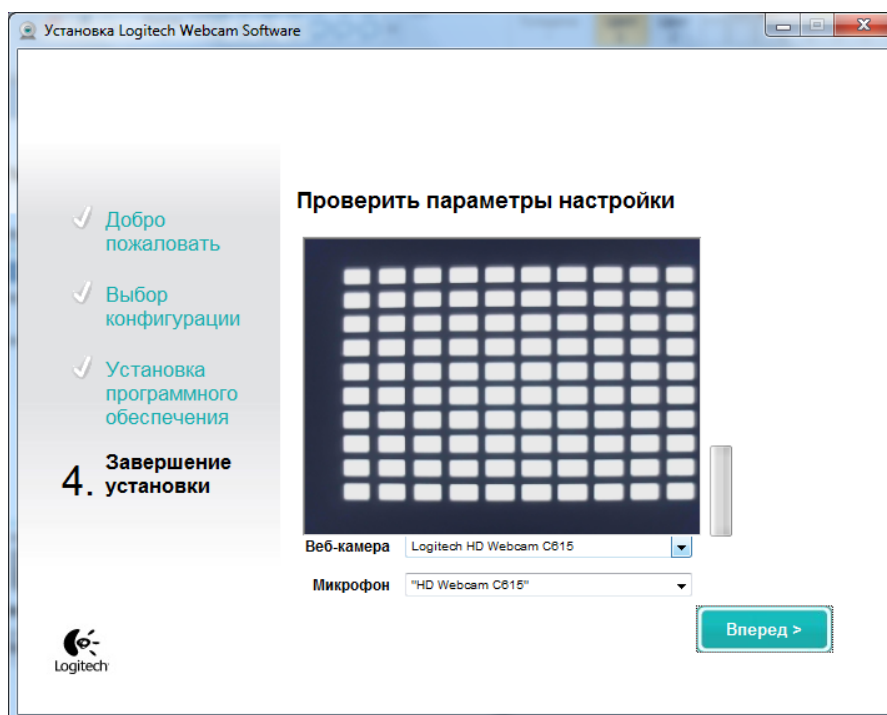 Установка Logitech Webcam Software
Проверить параметры настройки
Добро
пожаловать
Выбор
конфигурации
Установка
программного
обеспечения
4. Завершение
установки
Веб-камера Logitech HD Webcam C615
Микрофон "HD Webcam C615"
Вперед >
Logitech